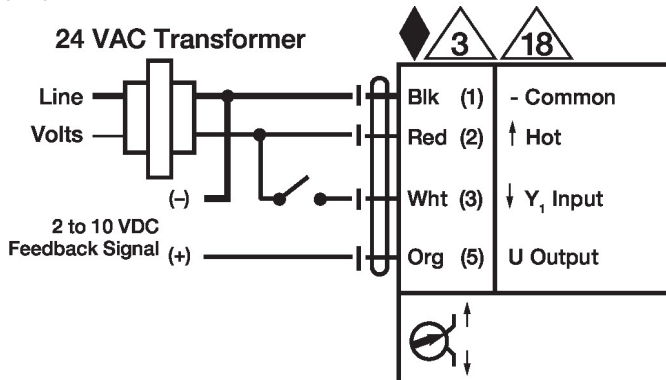 24 VAC Transformer
3 18
Line
Volts
Blk (1) - Common
Red (2) Hot
(–)
Wht (3) Y₁ Input
2 to 10 VDC
Feedback Signal (+)
Org (5) U Output